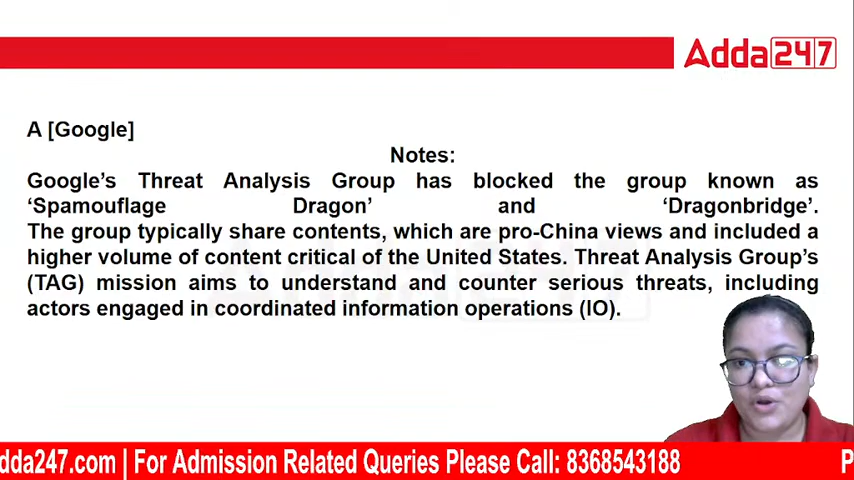 Adda247
A [Google]
Notes:
Google's Threat Analysis Group has blocked the group known as
'Spamouflage Dragon' and 'Dragonbridge'.
The group typically share contents, which are pro-China views and included a
higher volume of content critical of the United States. Threat Analysis Group's
(TAG) mission aims to understand and counter serious threats, including
actors engaged in coordinated information operations (IO).
dda247.com | For Admission Related Queries Please Call: 8368543188 P